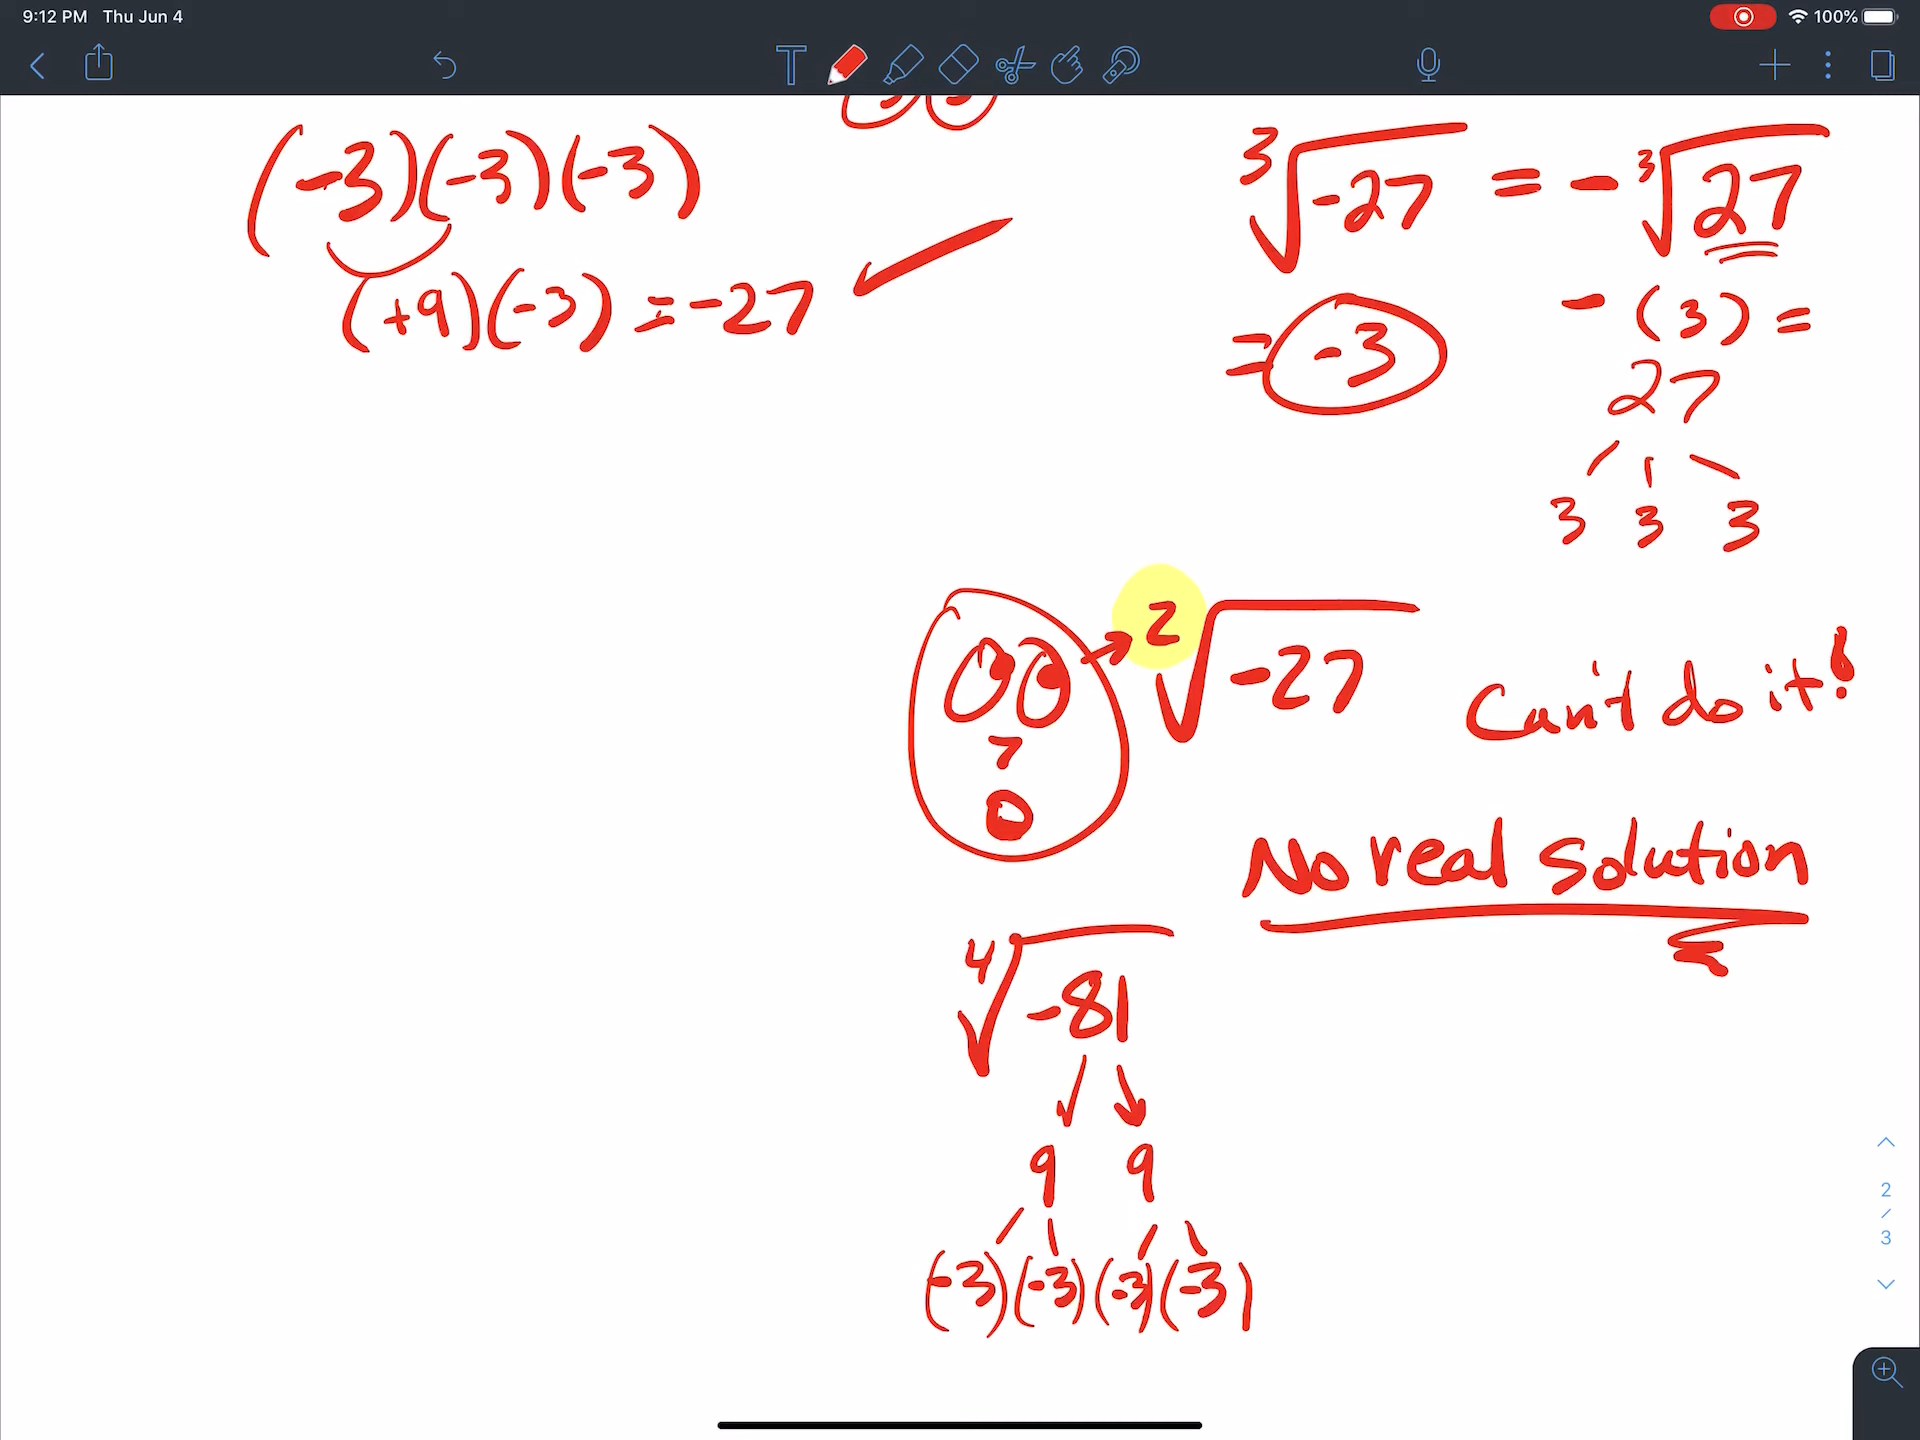 9:12 PM Thu Jun 4
100%
T
(-3)(-3)(-3)
(+9)(-3) = -27
3√-27 = -3√27
= -3
-(3) =
27
3 3 3
2√-27 Can't do it!
No real solution
4√-81
9 9
(-3)(-3)(-3)(-3)
2
/
3